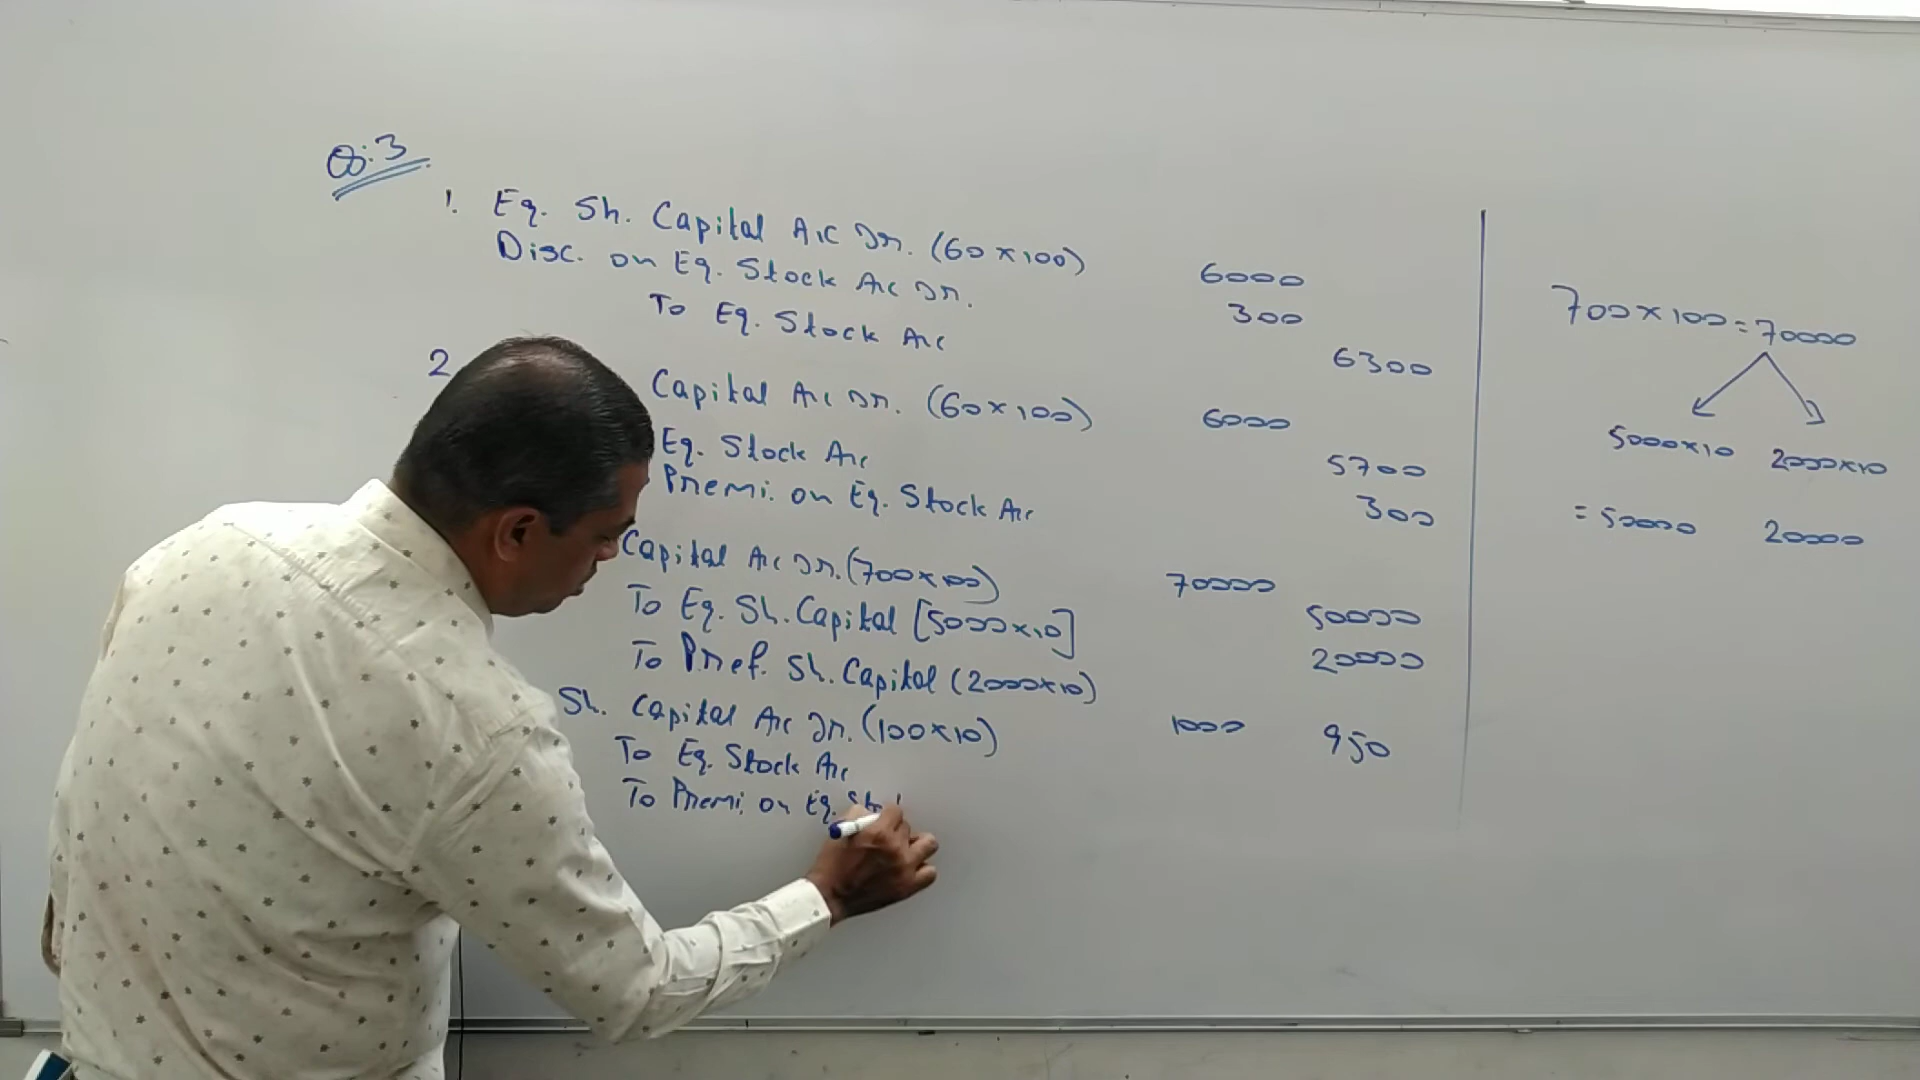 Q:3
1. Eq. Sh. Capital A/c Dr. (60×100) 6000
Disc. on Eq. Stock A/c Dr. 300
To Eq. Stock A/c 6300
2 Capital A/c Dr. (60×100) 6000
Eq. Stock A/c 5700
Premi. on Eq. Stock A/c 300
Capital A/c Dr. (700×100) 70000
To Eq. Sh. Capital [5000×10] 50000
To Pref. Sh. Capital (2000×10) 20000
Sh. Capital A/c Dr. (100×10) 1000
To Eq. Stock A/c 950
To Premi. on Eq.
700×100=70000
5000×10 2000×10
=50000 20000